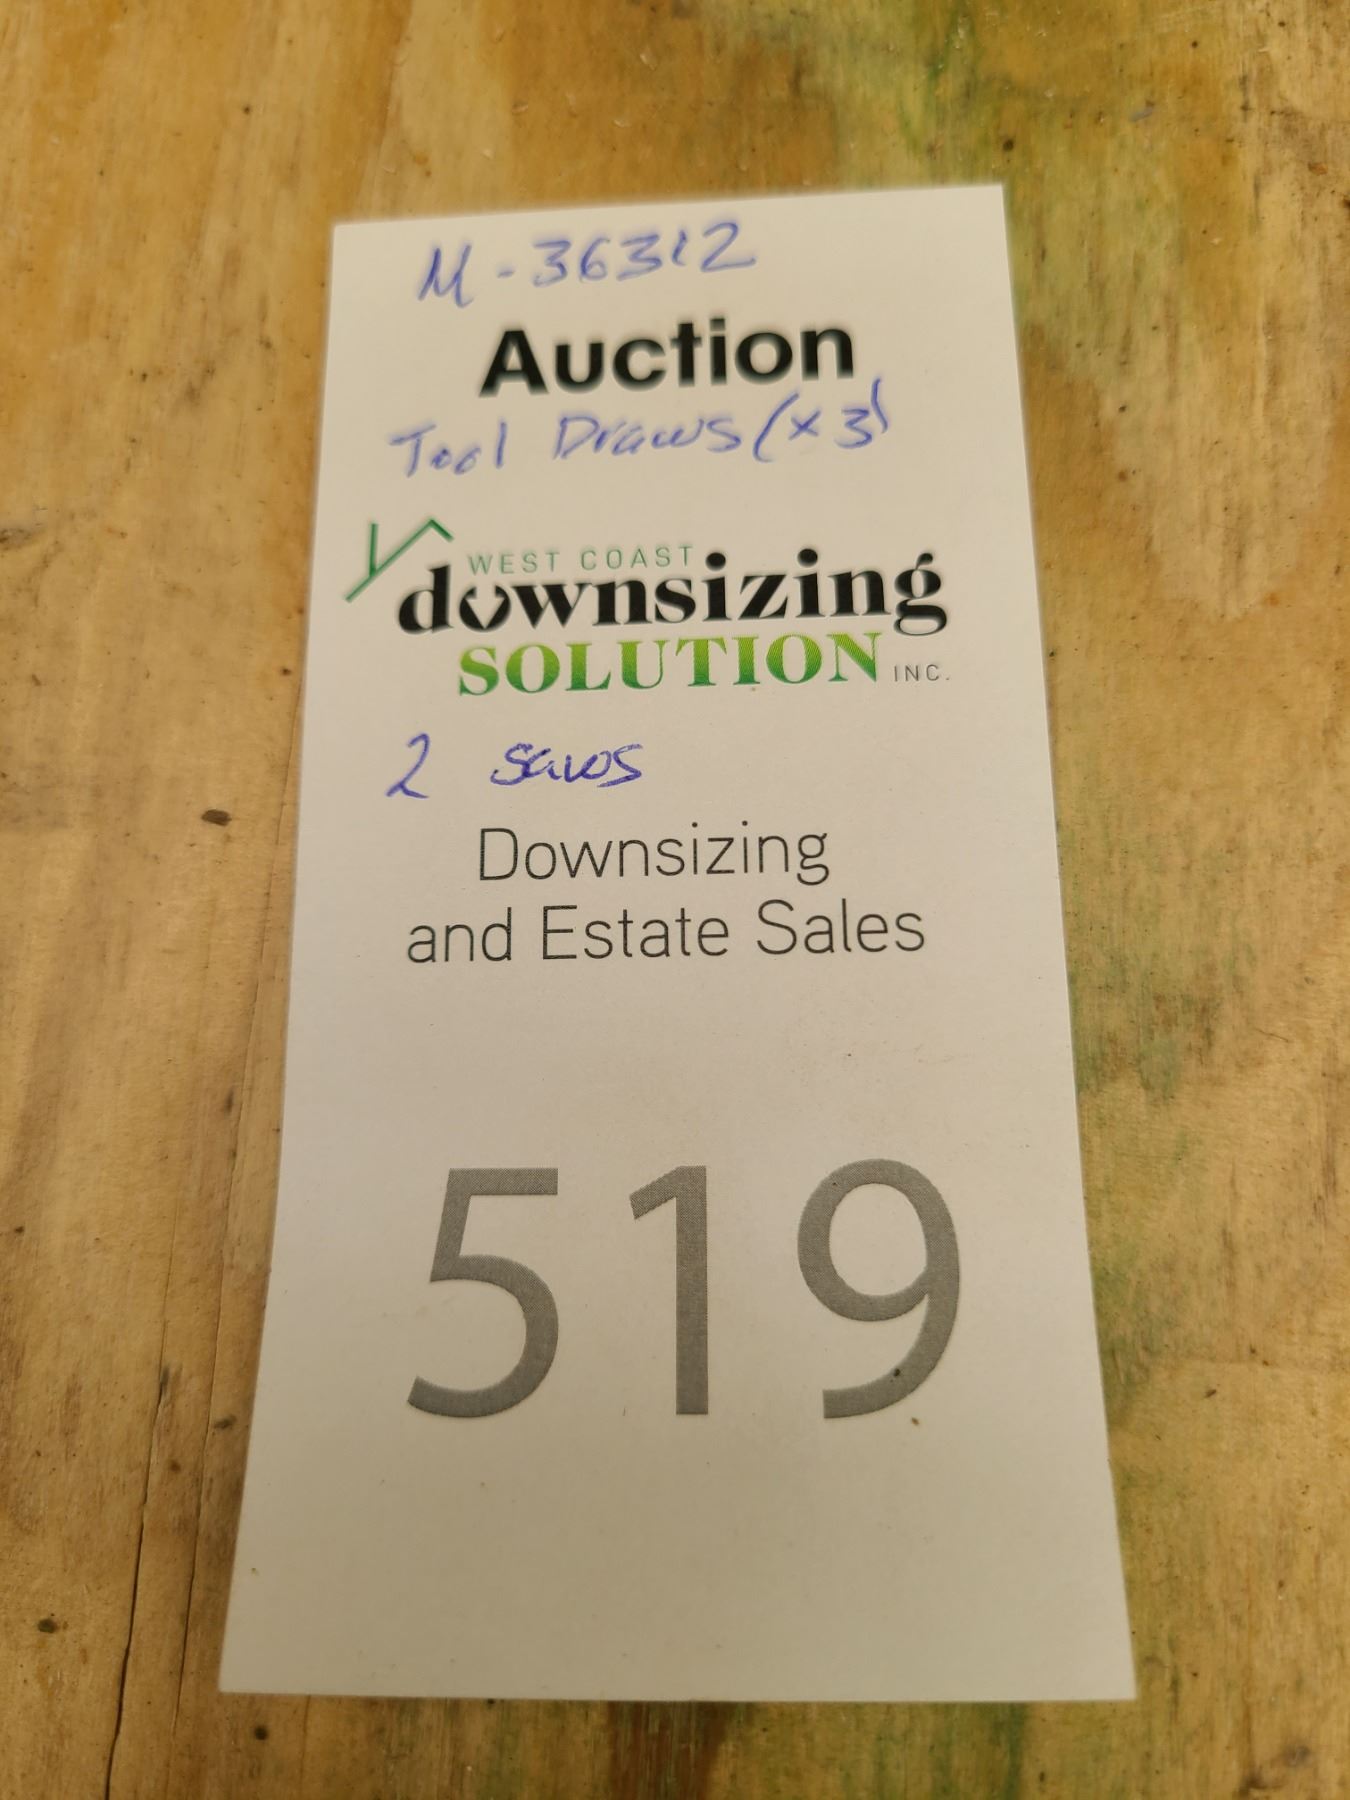 M-36312
Auction
Tool Draws (x3)
WEST COAST
downsizing
SOLUTION INC.
2 saws
Downsizing
and Estate Sales
519